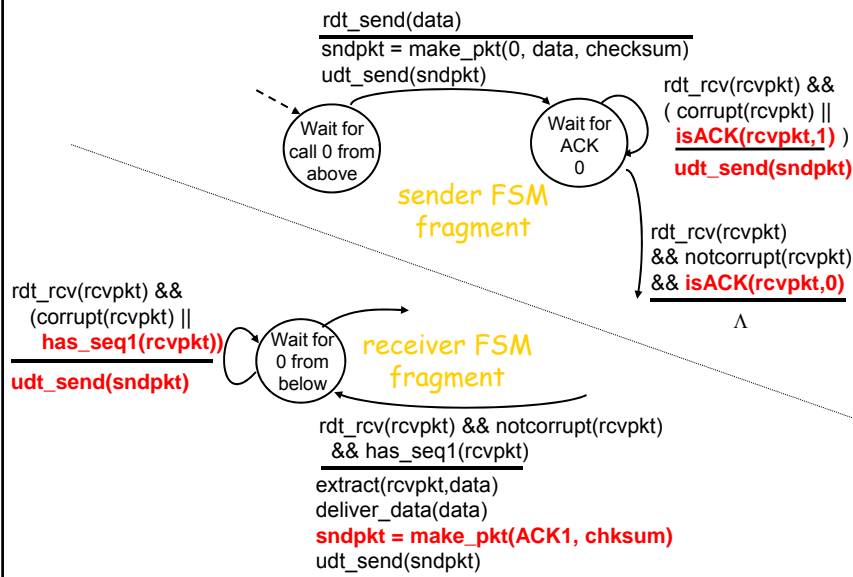 rdt_send(data)
sndpkt = make_pkt(0, data, checksum)
udt_send(sndpkt)
Wait for
call 0 from
above
Wait for
ACK
0
rdt_rcv(rcvpkt) &&
( corrupt(rcvpkt) ||
isACK(rcvpkt,1) )
udt_send(sndpkt)
sender FSM
fragment
rdt_rcv(rcvpkt)
&& notcorrupt(rcvpkt)
&& isACK(rcvpkt,0)
Λ
rdt_rcv(rcvpkt) &&
(corrupt(rcvpkt) ||
has_seq1(rcvpkt))
udt_send(sndpkt)
Wait for
0 from
below
receiver FSM
fragment
rdt_rcv(rcvpkt) && notcorrupt(rcvpkt)
&& has_seq1(rcvpkt)
extract(rcvpkt,data)
deliver_data(data)
sndpkt = make_pkt(ACK1, chksum)
udt_send(sndpkt)